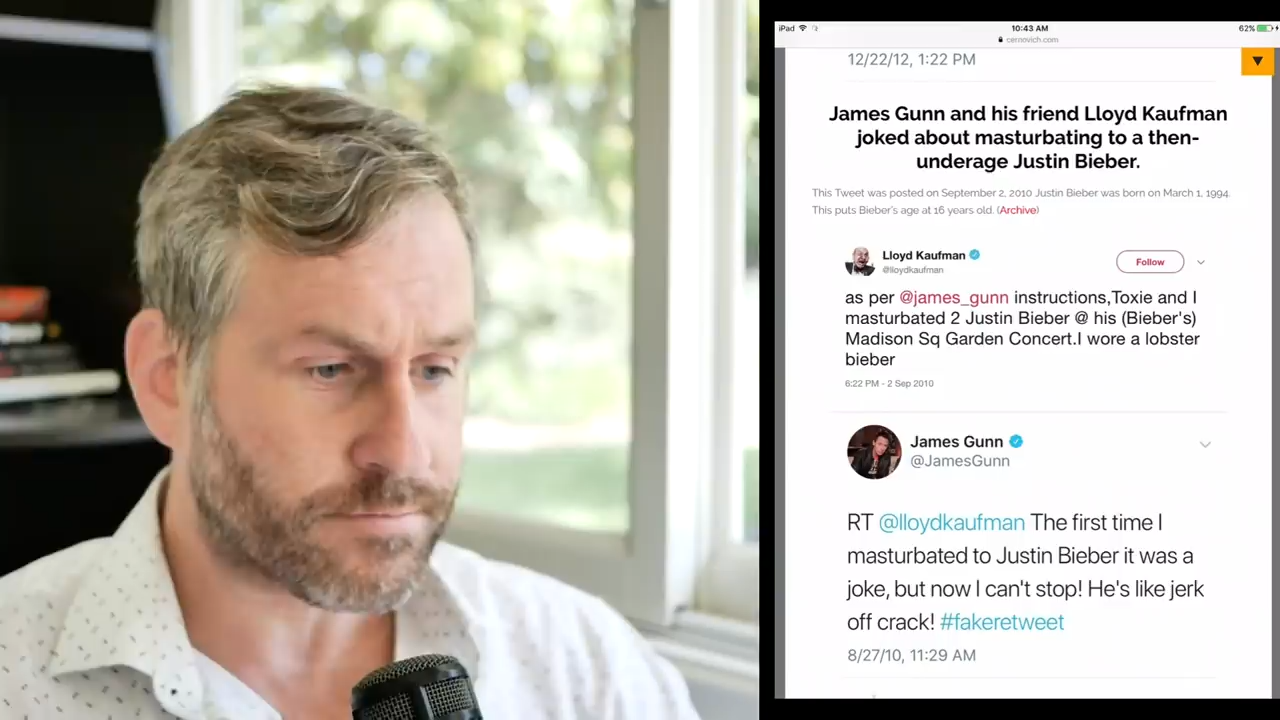 iPad 10:43 AM 62%
cernovich.com
12/22/12, 1:22 PM
James Gunn and his friend Lloyd Kaufman
joked about masturbating to a then-
underage Justin Bieber.
This Tweet was posted on September 2, 2010 Justin Bieber was born on March 1, 1994.
This puts Bieber's age at 16 years old. (Archive)
Lloyd Kaufman
@lloydkaufman
Follow
as per @james_gunn instructions,Toxie and I
masturbated 2 Justin Bieber @ his (Bieber's)
Madison Sq Garden Concert.I wore a lobster
bieber
6:22 PM - 2 Sep 2010
James Gunn
@JamesGunn
RT @lloydkaufman The first time I
masturbated to Justin Bieber it was a
joke, but now I can't stop! He's like jerk
off crack! #fakeretweet
8/27/10, 11:29 AM